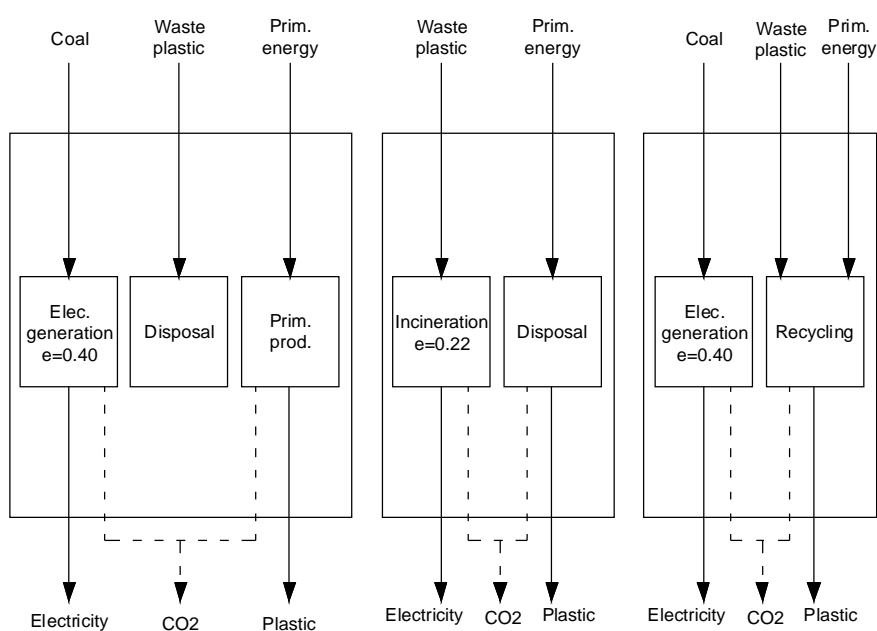 Coal
Waste
plastic
Prim.
energy
Elec.
generation
e=0.40
Disposal
Prim.
prod.
Electricity
CO2
Plastic
Waste
plastic
Prim.
energy
Incineration
e=0.22
Disposal
Electricity
CO2
Plastic
Coal
Waste
plastic
Prim.
energy
Elec.
generation
e=0.40
Recycling
Electricity
CO2
Plastic